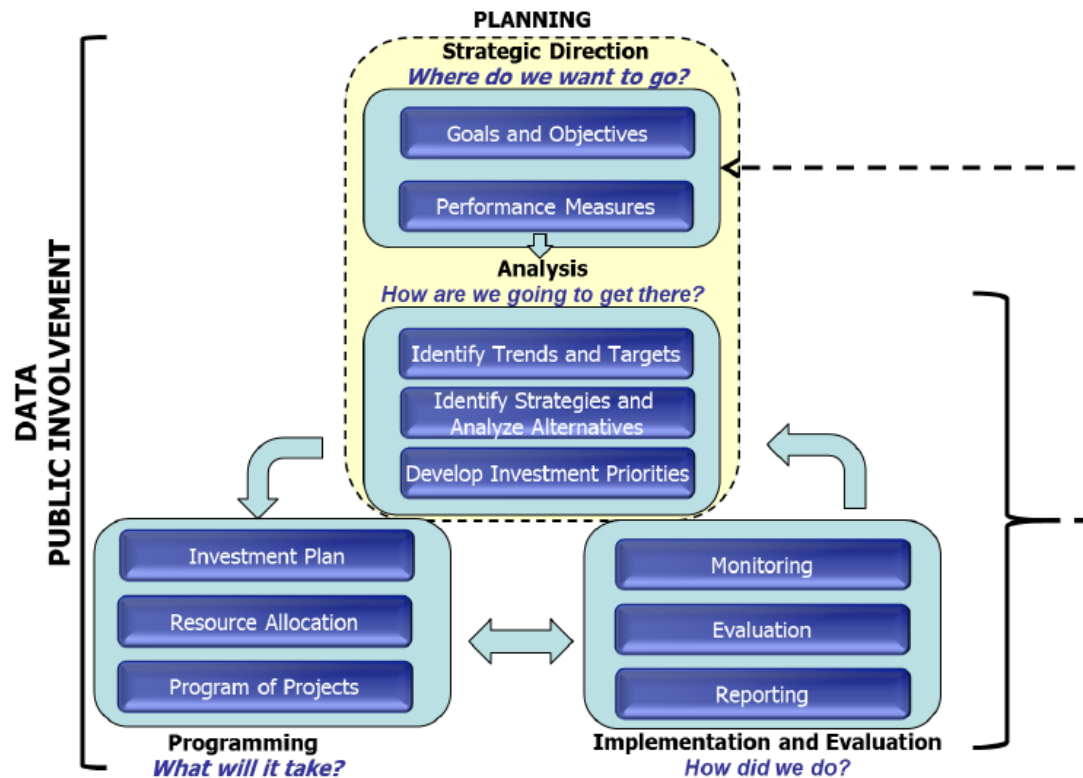 PLANNING
Strategic Direction
Where do we want to go?
Goals and Objectives
Performance Measures
Analysis
How are we going to get there?
Identify Trends and Targets
Identify Strategies and
Analyze Alternatives
Develop Investment Priorities
DATA
PUBLIC INVOLVEMENT
Investment Plan
Resource Allocation
Program of Projects
Programming
What will it take?
Monitoring
Evaluation
Reporting
Implementation and Evaluation
How did we do?